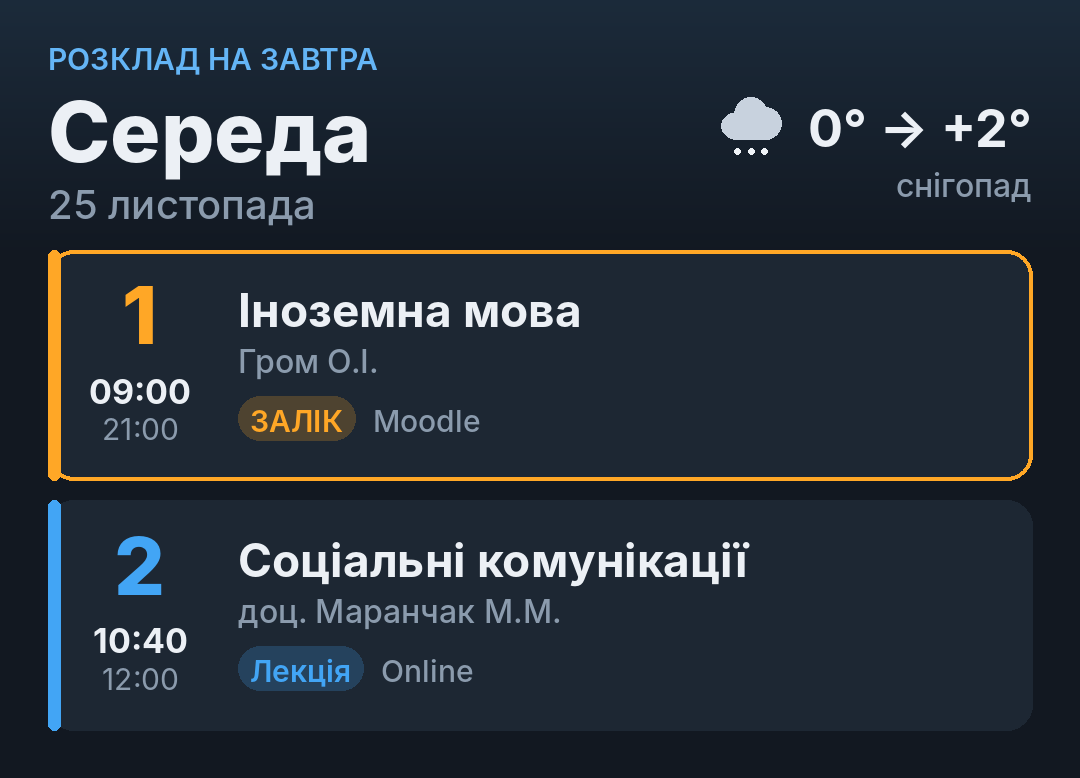 РОЗКЛАД НА ЗАВТРА
Середа
25 листопада
0° → +2°
снігопад
1
09:00
21:00
Іноземна мова
Гром О.І.
ЗАЛІК Moodle
2
10:40
12:00
Соціальні комунікації
доц. Маранчак М.М.
Лекція Online